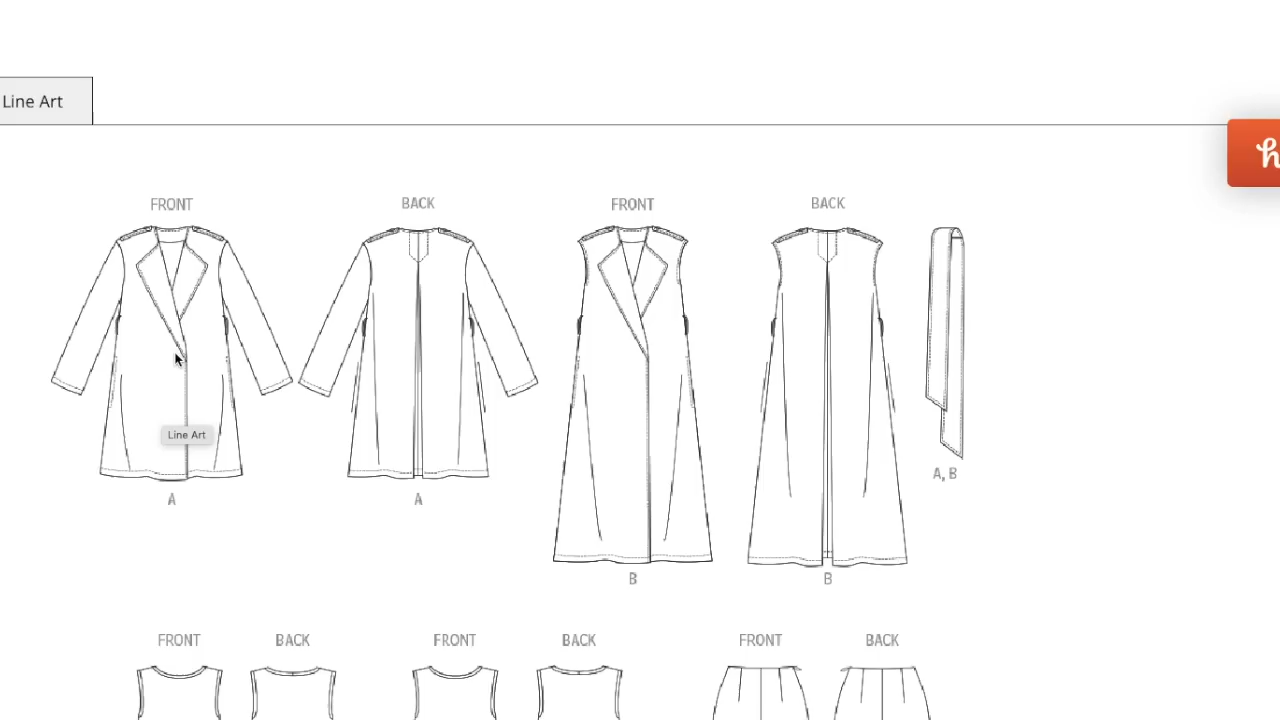 Line Art
FRONT BACK FRONT BACK
h
Line Art
A, B
A A
B B
FRONT BACK FRONT BACK FRONT BACK